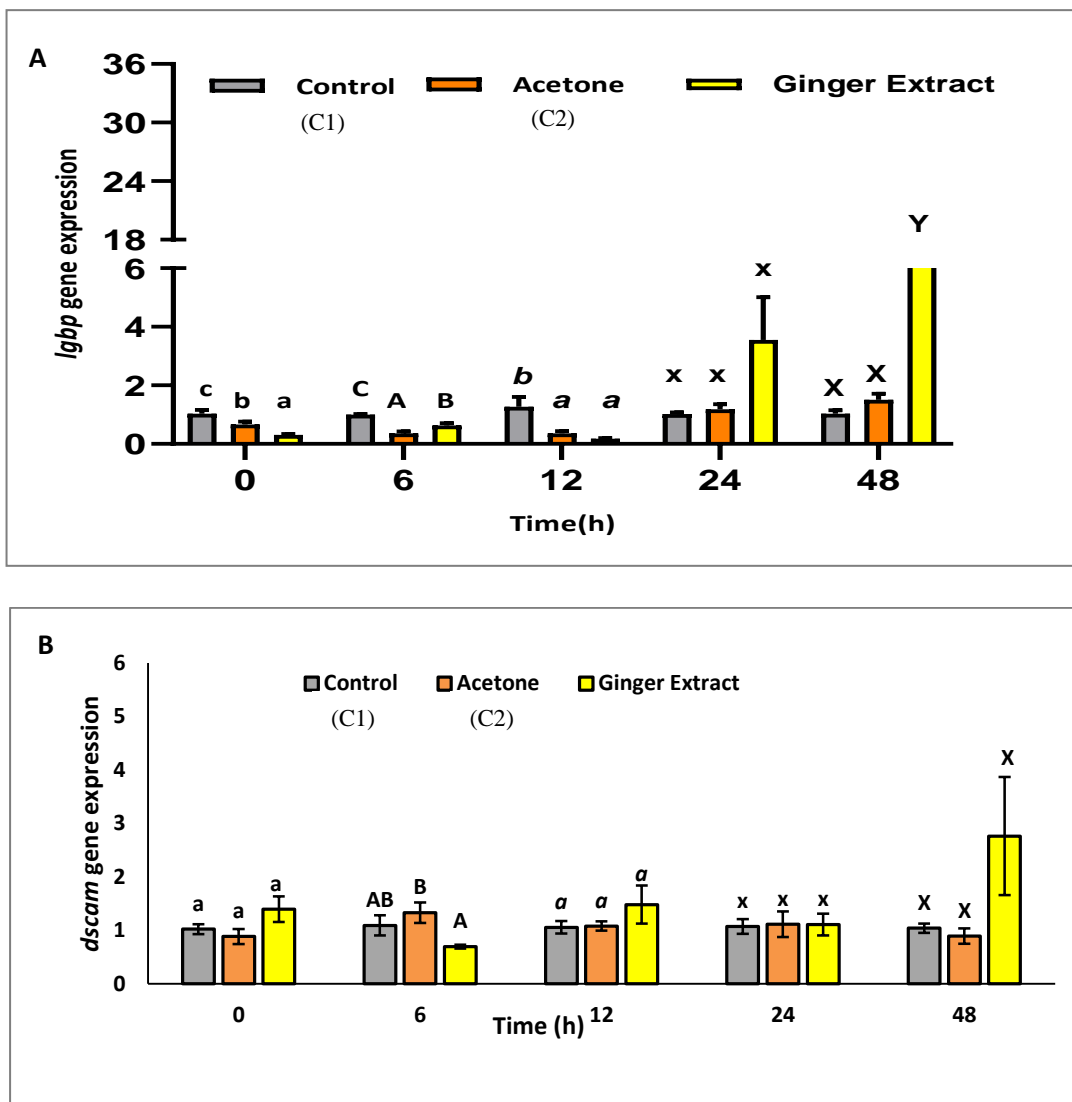 A
36
Control
Acetone
Ginger Extract
(C1)
(C2)
30
24
18
6
4
2
0
lgbp gene expression
c
b
a
C
A
B
b
a
a
x
x
x
X
X
Y
0
6
12
24
48
Time(h)
B
6
5
4
3
2
1
0
dscam gene expression
Control
Acetone
Ginger Extract
(C1)
(C2)
a
a
a
AB
B
A
a
a
a
x
x
x
X
X
X
0
6
12
24
48
Time (h)